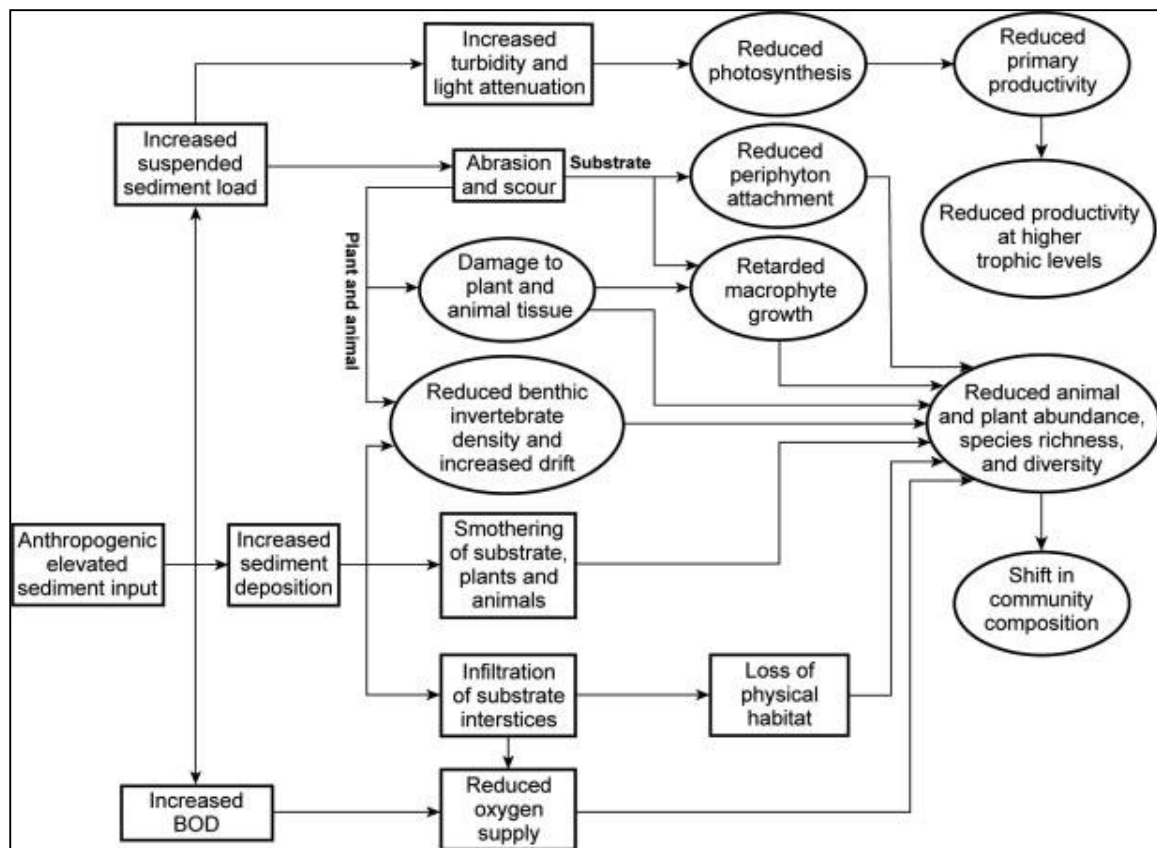 Increased
turbidity and
light attenuation
Reduced
photosynthesis
Reduced
primary
productivity
Increased
suspended
sediment load
Abrasion
and scour
Substrate
Reduced
periphyton
attachment
Reduced productivity
at higher
trophic levels
Plant and animal
Damage to
plant and
animal tissue
Retarded
macrophyte
growth
Reduced benthic
invertebrate
density and
increased drift
Reduced animal
and plant abundance,
species richness,
and diversity
Anthropogenic
elevated
sediment input
Increased
sediment
deposition
Smothering
of substrate,
plants and
animals
Shift in
community
composition
Infiltration
of substrate
interstices
Loss of
physical
habitat
Increased
BOD
Reduced
oxygen
supply